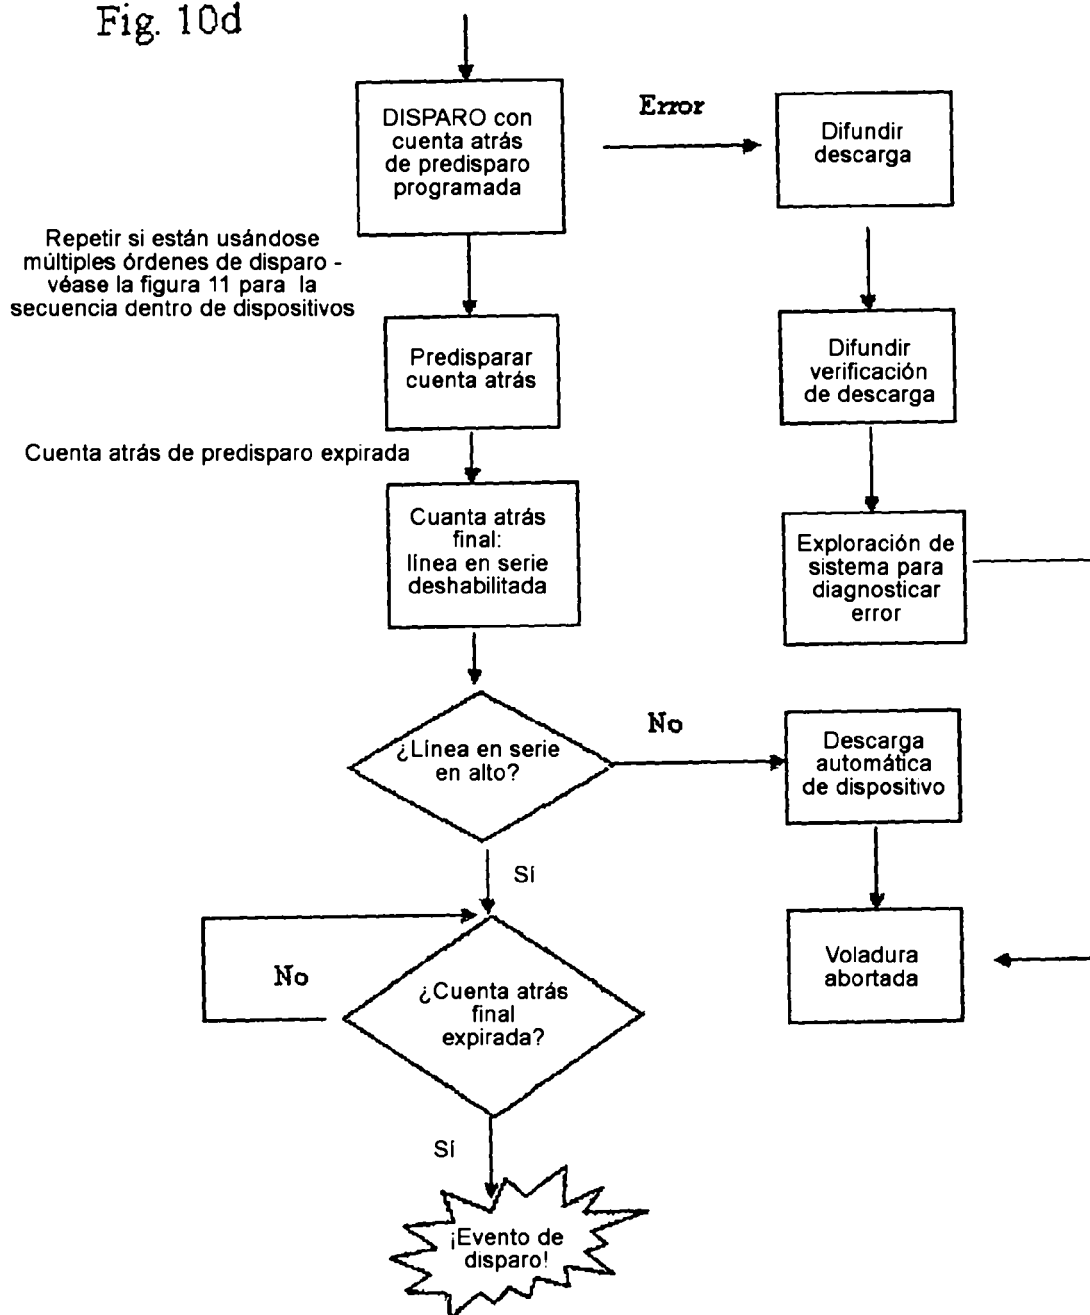 Fig. 10d
DISPARO con
cuenta atrás
de predisparo
programada
Error
Difundir
descarga
Repetir si están usándose
múltiples órdenes de disparo -
véase la figura 11 para la
secuencia dentro de dispositivos
Predisparar
cuenta atrás
Difundir
verificación
de descarga
Cuenta atrás de predisparo expirada
Cuanta atrás
final:
línea en serie
deshabilitada
Exploración de
sistema para
diagnosticar
error
¿Línea en serie
en alto?
No
Descarga
automática
de dispositivo
Sí
No
¿Cuenta atrás
final
expirada?
Voladura
abortada
Sí
¡Evento de
disparo!